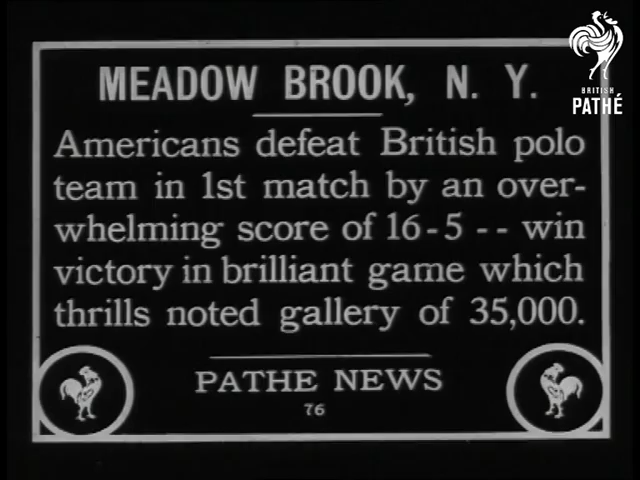 BRITISH
PATHÉ
MEADOW BROOK, N. Y.
Americans defeat British polo
team in 1st match by an over-
whelming score of 16-5 -- win
victory in brilliant game which
thrills noted gallery of 35,000.
PATHE NEWS
76